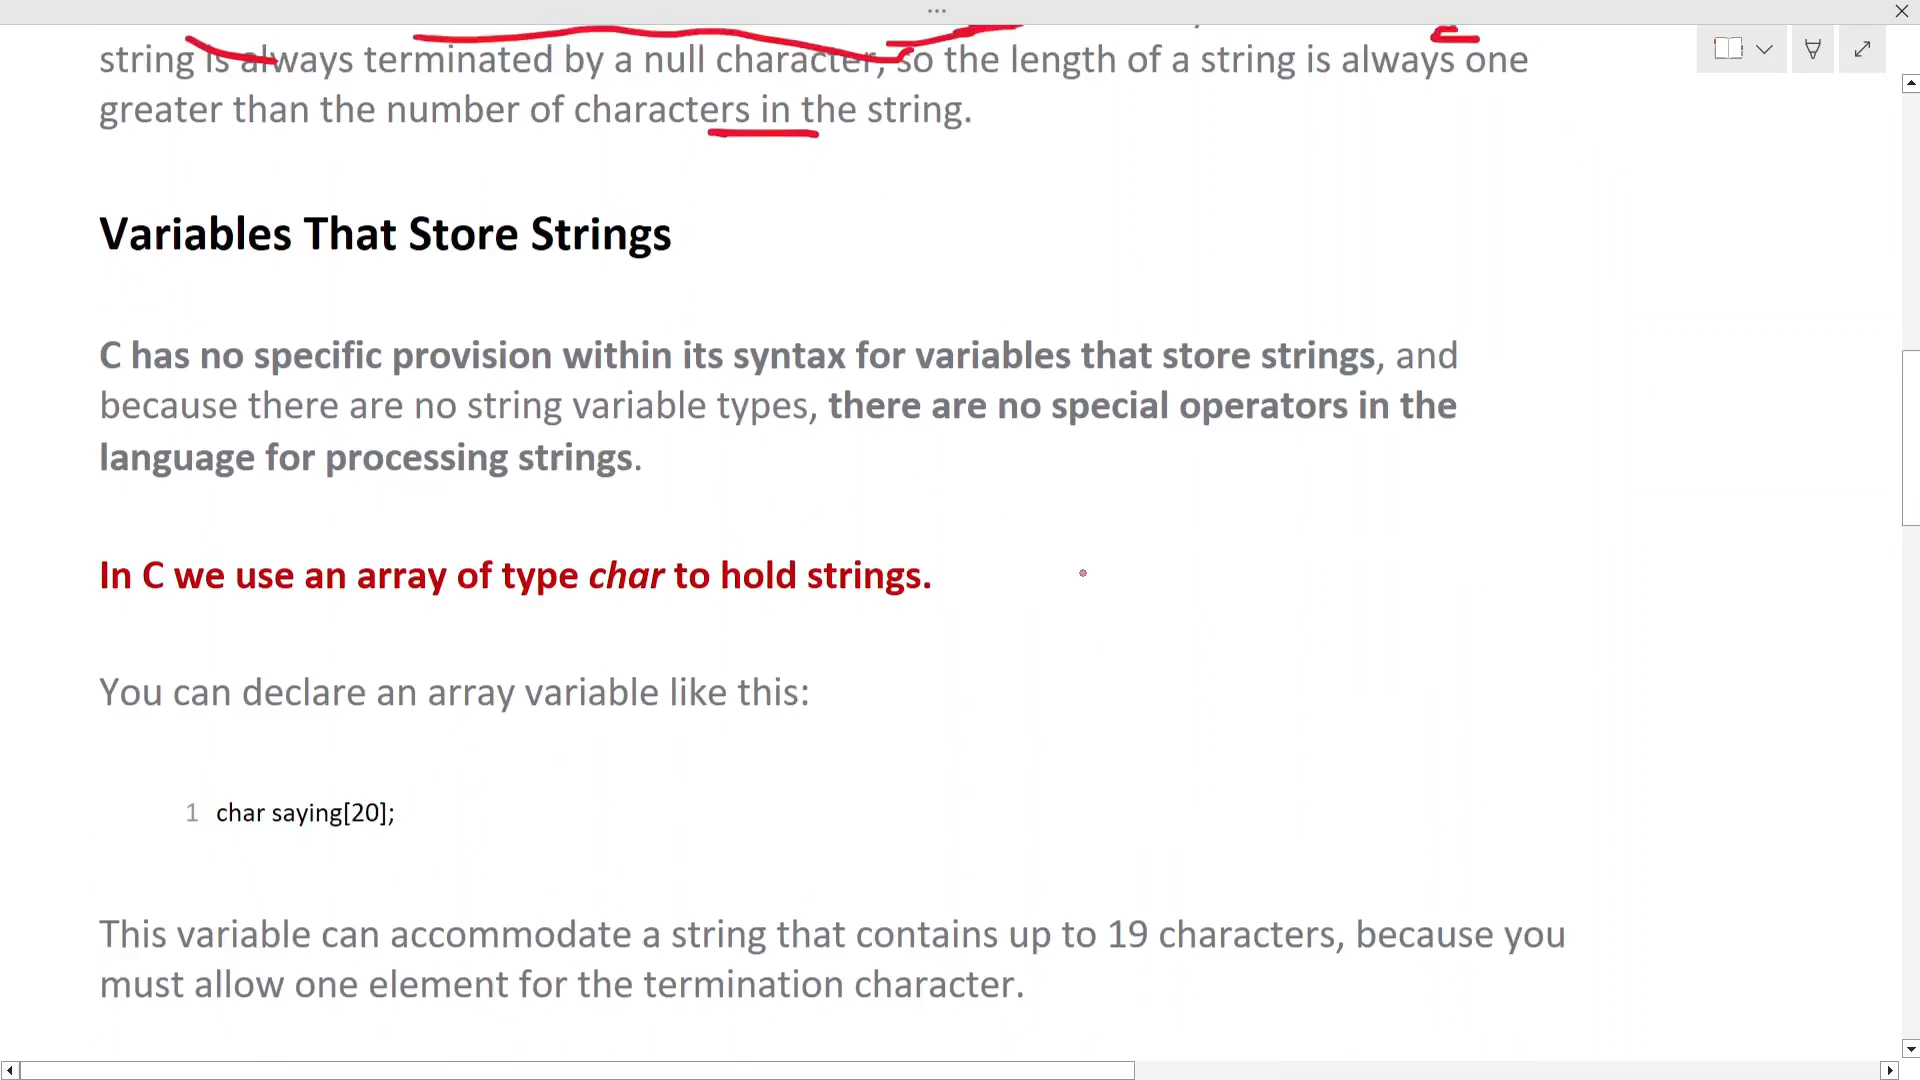 string is always terminated by a null character, so the length of a string is always one
greater than the number of characters in the string.
Variables That Store Strings
C has no specific provision within its syntax for variables that store strings, and
because there are no string variable types, there are no special operators in the
language for processing strings.
In C we use an array of type char to hold strings.
You can declare an array variable like this:
1 char saying[20];
This variable can accommodate a string that contains up to 19 characters, because you
must allow one element for the termination character.